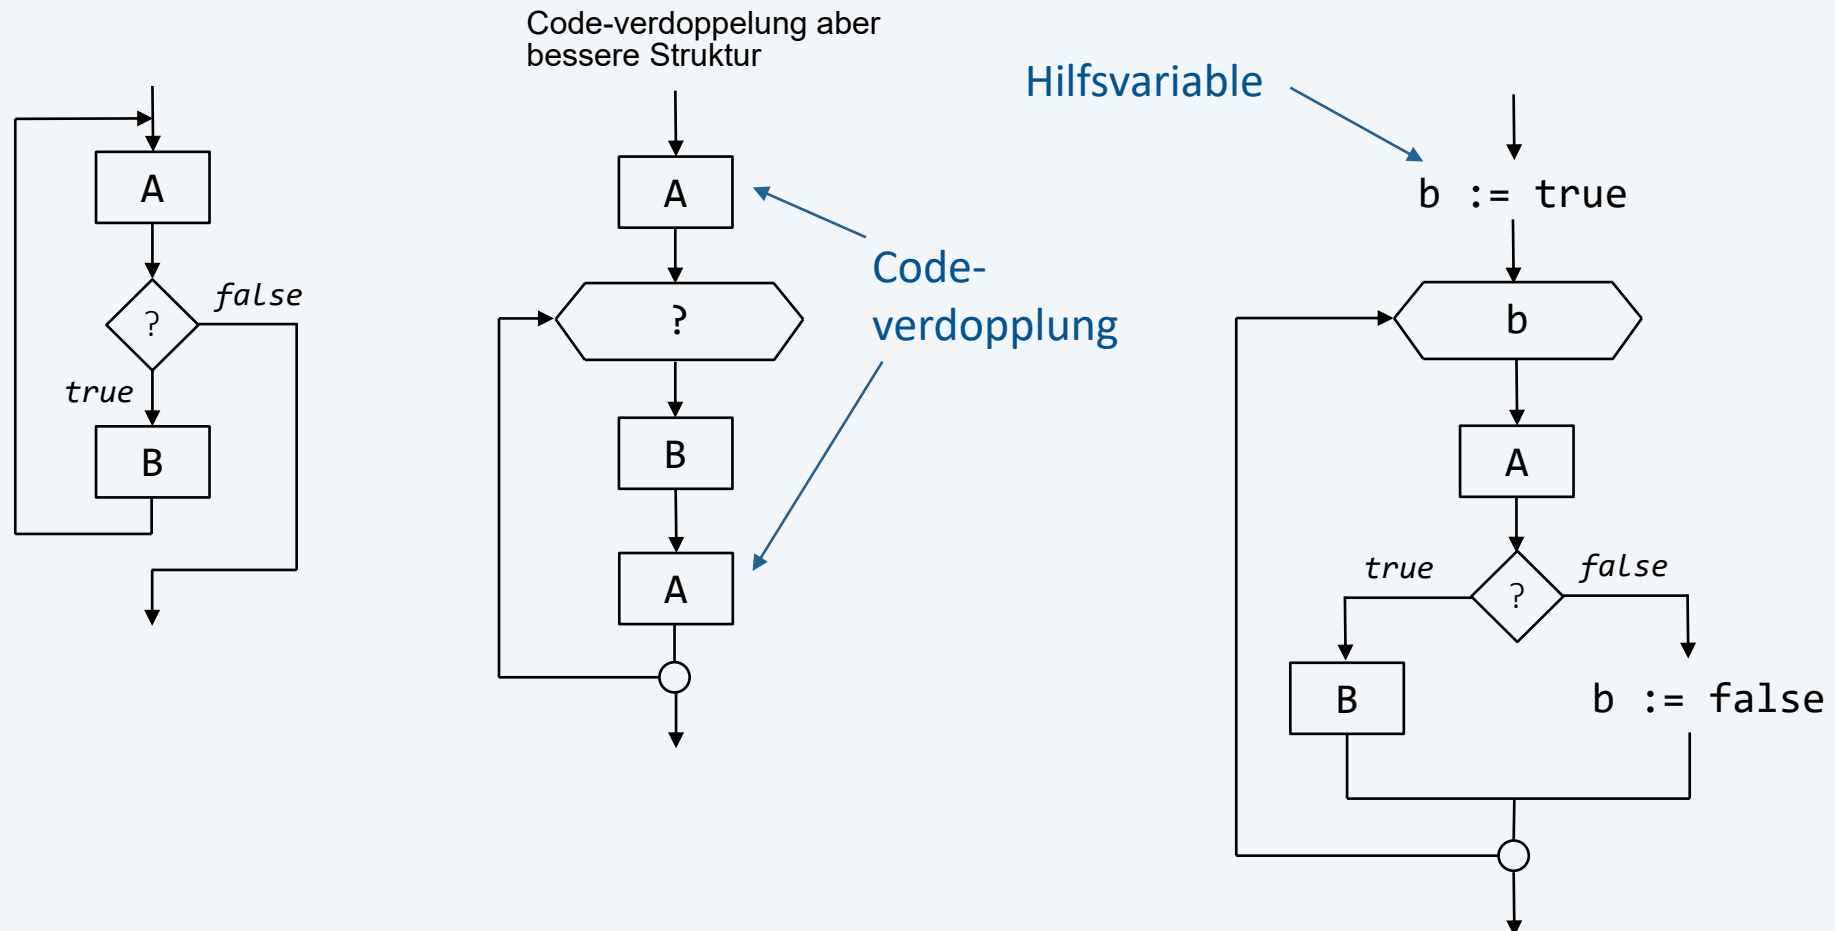 Code-verdoppelung aber
bessere Struktur
Hilfsvariable
A
?
false
true
B
A
?
B
A
Code-
verdopplung
b := true
b
A
?
true
false
B
b := false